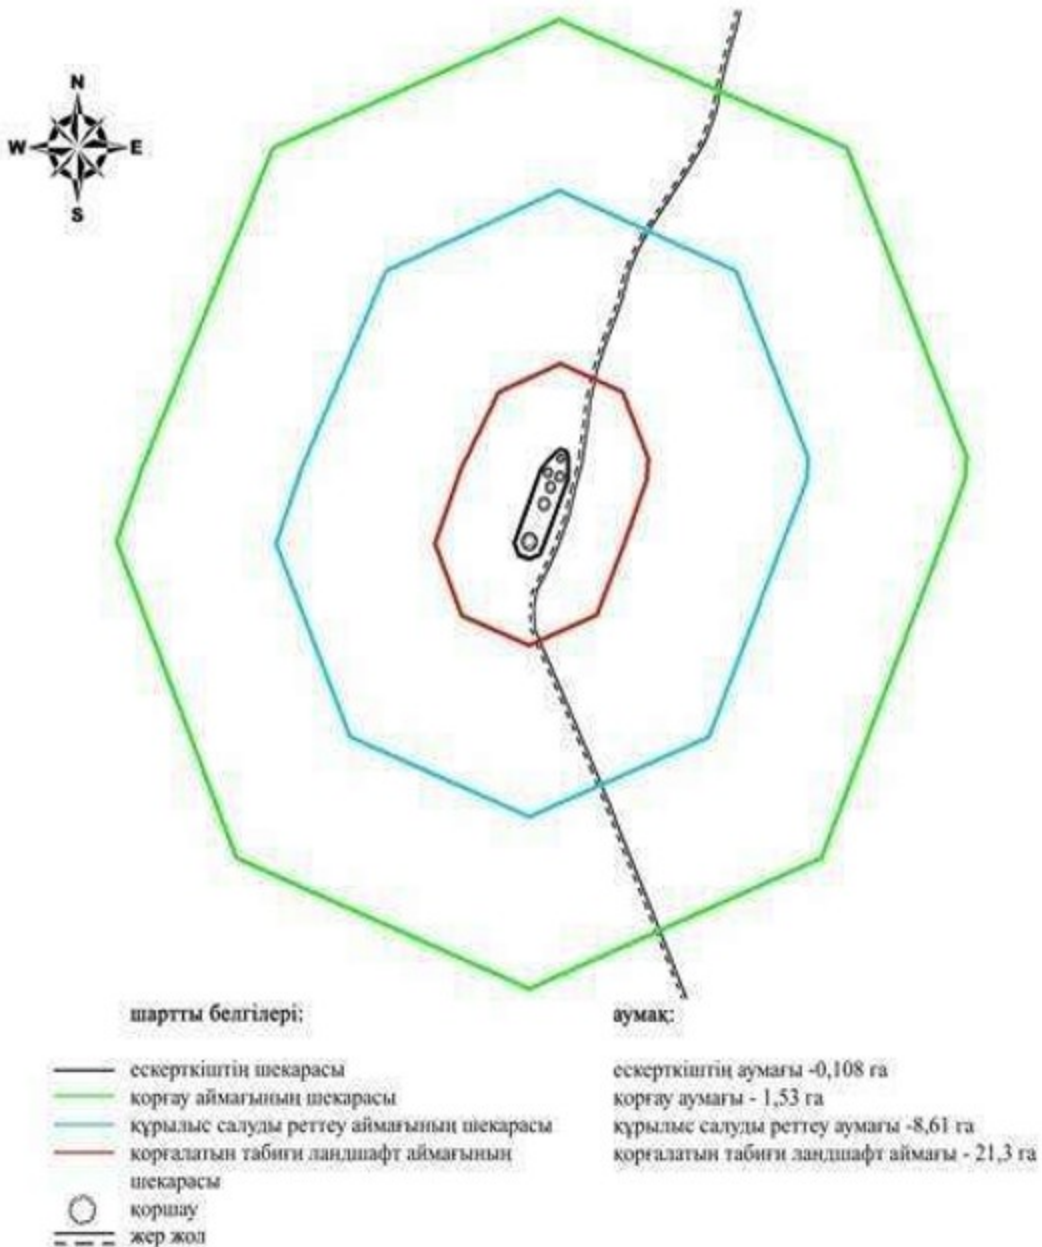 N
W E
S
шартты белгілері:
ескерткіштің шекарасы
қорғау аймағының шекарасы
құрылыс салуды реттеу аймағының шекарасы
қорғалатын табиғи ландшафт аймағының
шекарасы
қоршау
жер жол
аумақ:
ескерткіштің аумағы -0,108 га
қорғау аумағы - 1,53 га
құрылыс салуды реттеу аумағы -8,61 га
қорғалатын табиғи ландшафт аймағы - 21,3 га